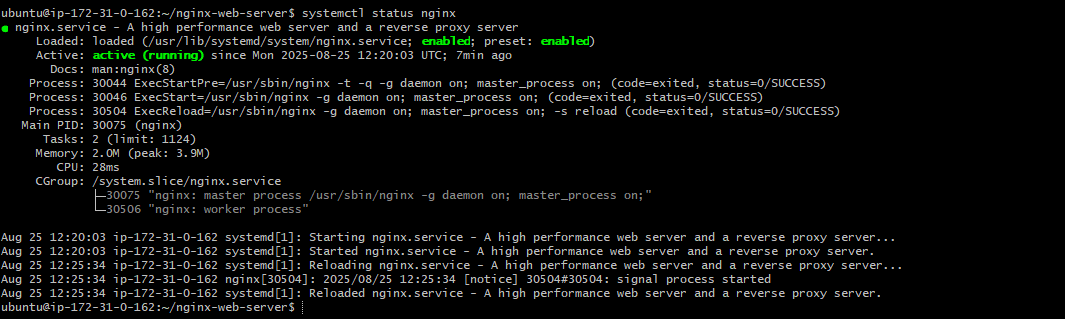 ubuntu@ip-172-31-0-162:~/nginx-web-server$ systemctl status nginx
● nginx.service - A high performance web server and a reverse proxy server
     Loaded: loaded (/usr/lib/systemd/system/nginx.service; enabled; preset: enabled)
     Active: active (running) since Mon 2025-08-25 12:20:03 UTC; 7min ago
       Docs: man:nginx(8)
    Process: 30044 ExecStartPre=/usr/sbin/nginx -t -q -g daemon on; master_process on; (code=exited, status=0/SUCCESS)
    Process: 30046 ExecStart=/usr/sbin/nginx -g daemon on; master_process on; (code=exited, status=0/SUCCESS)
    Process: 30504 ExecReload=/usr/sbin/nginx -g daemon on; master_process on; -s reload (code=exited, status=0/SUCCESS)
   Main PID: 30075 (nginx)
      Tasks: 2 (limit: 1124)
     Memory: 2.0M (peak: 3.9M)
        CPU: 28ms
     CGroup: /system.slice/nginx.service
             ├─30075 "nginx: master process /usr/sbin/nginx -g daemon on; master_process on;"
             └─30506 "nginx: worker process"

Aug 25 12:20:03 ip-172-31-0-162 systemd[1]: Starting nginx.service - A high performance web server and a reverse proxy server...
Aug 25 12:20:03 ip-172-31-0-162 systemd[1]: Started nginx.service - A high performance web server and a reverse proxy server.
Aug 25 12:25:34 ip-172-31-0-162 systemd[1]: Reloading nginx.service - A high performance web server and a reverse proxy server...
Aug 25 12:25:34 ip-172-31-0-162 nginx[30504]: 2025/08/25 12:25:34 [notice] 30504#30504: signal process started
Aug 25 12:25:34 ip-172-31-0-162 systemd[1]: Reloaded nginx.service - A high performance web server and a reverse proxy server.
ubuntu@ip-172-31-0-162:~/nginx-web-server$